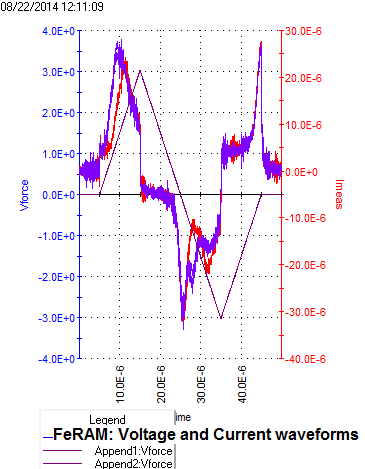 08/22/2014 12:11:09
4.0E+0
3.0E+0
2.0E+0
1.0E+0
0.0E+0
-1.0E+0
-2.0E+0
-3.0E+0
-4.0E+0
Vforce
30.0E-6
20.0E-6
10.0E-6
0.0E+0
-10.0E-6
-20.0E-6
-30.0E-6
-40.0E-6
Imeas
10.0E-6
20.0E-6
30.0E-6
40.0E-6
ime
Legend
FeRAM: Voltage and Current waveforms
Append1:Vforce
Append2:Vforce